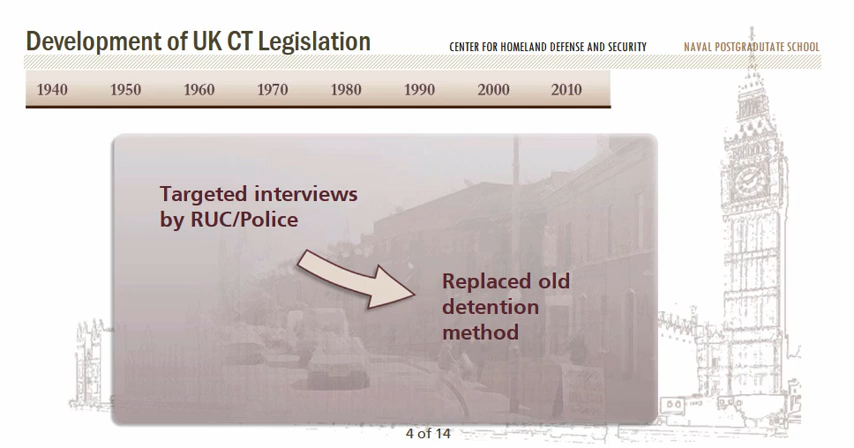 Development of UK CT Legislation
CENTER FOR HOMELAND DEFENSE AND SECURITY
NAVAL POSTGRADUTATE SCHOOL
1940 1950 1960 1970 1980 1990 2000 2010
Targeted interviews
by RUC/Police
Replaced old
detention
method
4 of 14